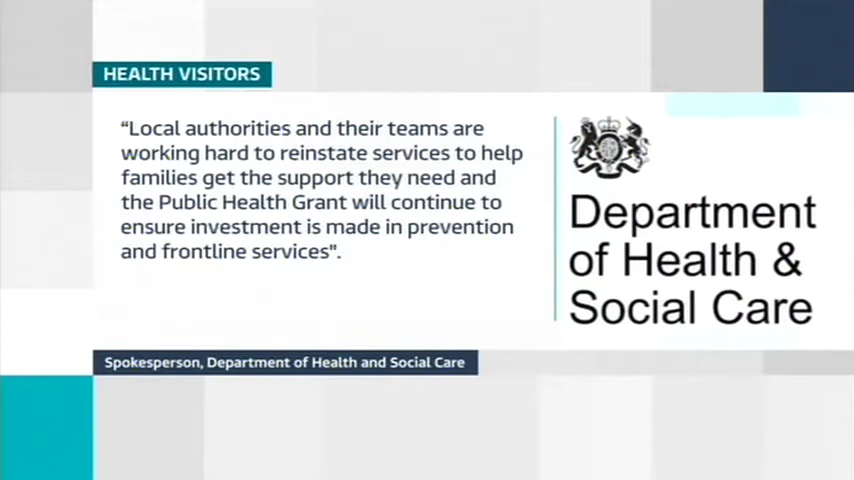 HEALTH VISITORS
“Local authorities and their teams are
working hard to reinstate services to help
families get the support they need and
the Public Health Grant will continue to
ensure investment is made in prevention
and frontline services".
Department
of Health &
Social Care
Spokesperson, Department of Health and Social Care